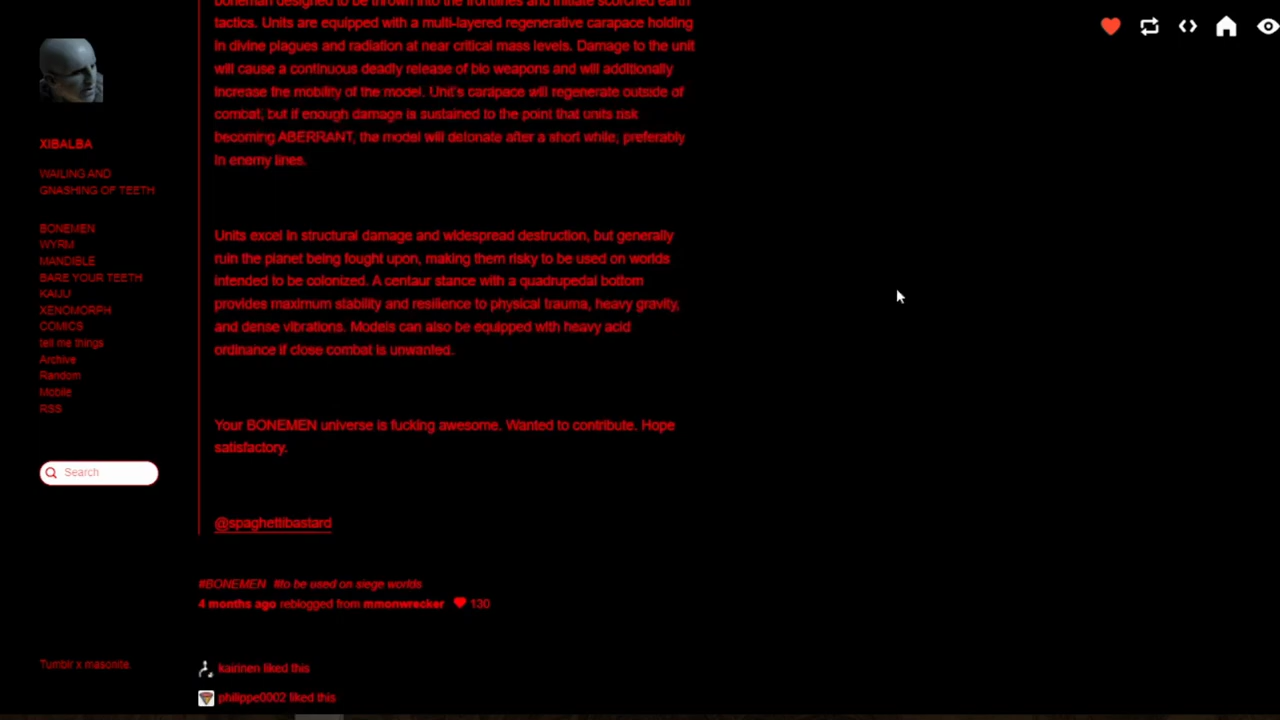 XIBALBA
WAILING AND
GNASHING OF TEETH
BONEMEN
WYRM
MANDIBLE
BARE YOUR TEETH
KAIJU
XENOMORPH
COMICS
tell me things
Archive
Random
Mobile
RSS
Search
Tumblr x masonite.
boneman designed to be thrown into the frontlines and initiate scorched earth
tactics. Units are equipped with a multi-layered regenerative carapace holding
in divine plagues and radiation at near critical mass levels. Damage to the unit
will cause a continuous deadly release of bio weapons and will additionally
increase the mobility of the model. Unit's carapace will regenerate outside of
combat, but if enough damage is sustained to the point that units risk
becoming ABERRANT, the model will detonate after a short while, preferably
in enemy lines.
Units excel in structural damage and widespread destruction, but generally
ruin the planet being fought upon, making them risky to be used on worlds
intended to be colonized. A centaur stance with a quadrupedal bottom
provides maximum stability and resilience to physical trauma, heavy gravity,
and dense vibrations. Models can also be equipped with heavy acid
ordinance if close combat is unwanted.
Your BONEMEN universe is fucking awesome. Wanted to contribute. Hope
satisfactory.
@spaghettibastard
#BONEMEN #to be used on siege worlds
4 months ago reblogged from mmonwrecker 130
kairinen liked this
philippe0002 liked this